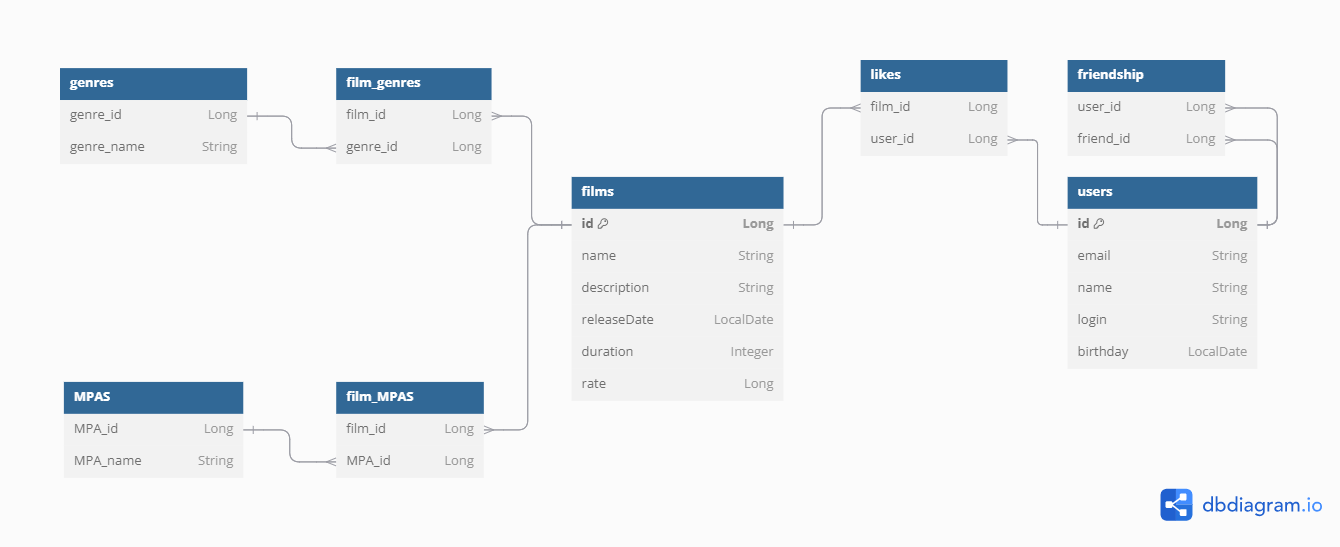 genres
genre_id Long
genre_name String
film_genres
film_id Long
genre_id Long
likes
film_id Long
user_id Long
friendship
user_id Long
friend_id Long
films
id Long
name String
description String
releaseDate LocalDate
duration Integer
rate Long
users
id Long
email String
name String
login String
birthday LocalDate
MPAS
MPA_id Long
MPA_name String
film_MPAS
film_id Long
MPA_id Long
dbdiagram.io